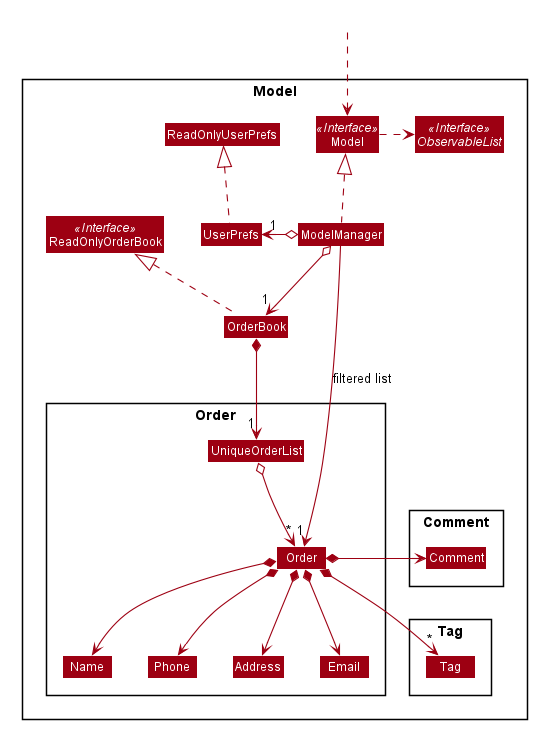 Model
ReadOnlyUserPrefs
«Interface»
Model
«Interface»
ObservableList
«Interface»
ReadOnlyOrderBook
UserPrefs
1
ModelManager
1
OrderBook
filtered list
Order
1
UniqueOrderList
* 1
Order
Comment
Comment
Tag
*
Name
Phone
Address
Email
Tag